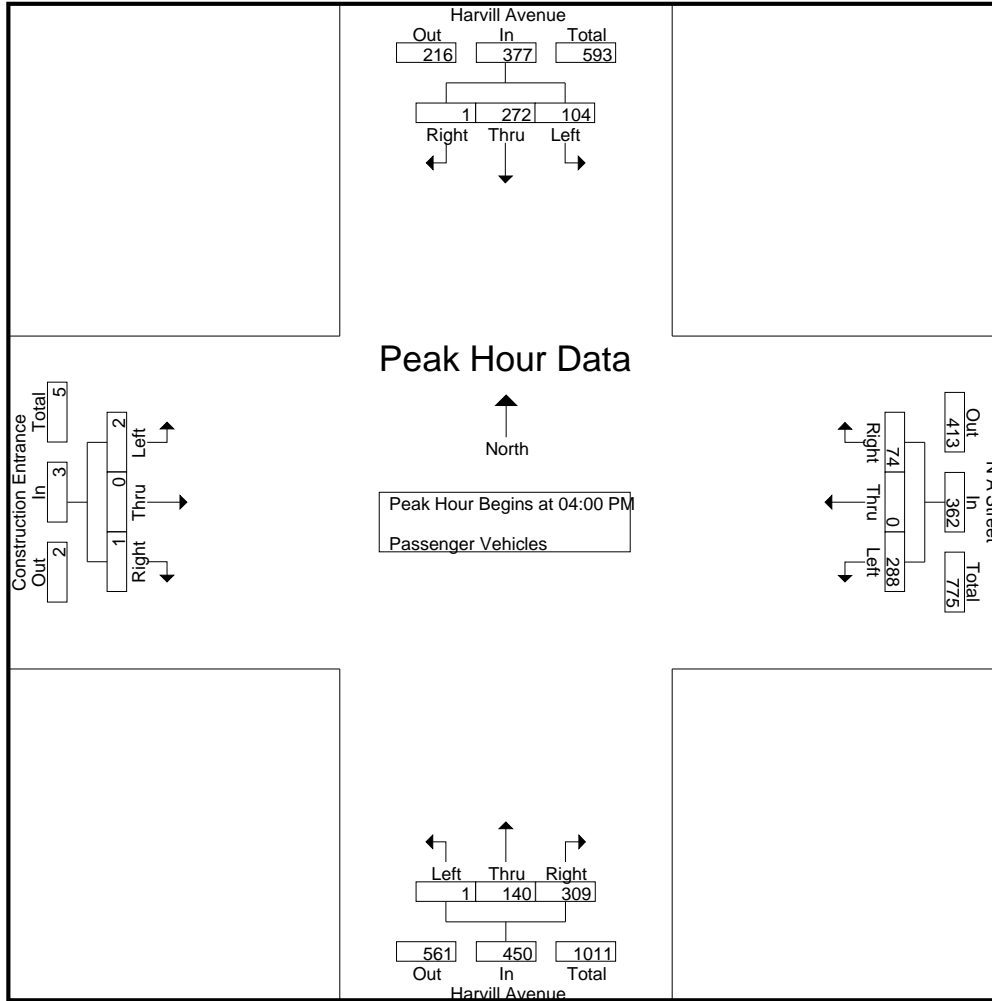 Harvill Avenue
Out In Total
216 377 593
1 272 104
Right Thru Left
Peak Hour Data
North
Peak Hour Begins at 04:00 PM
Passenger Vehicles
Construction Entrance
Total In Out
5 3 2
2 0 1
Left Thru Right
N A Street
Out In Total
413 362 775
74 0 288
Right Thru Left
Left Thru Right
1 140 309
561 450 1011
Out In Total
Harvill Avenue